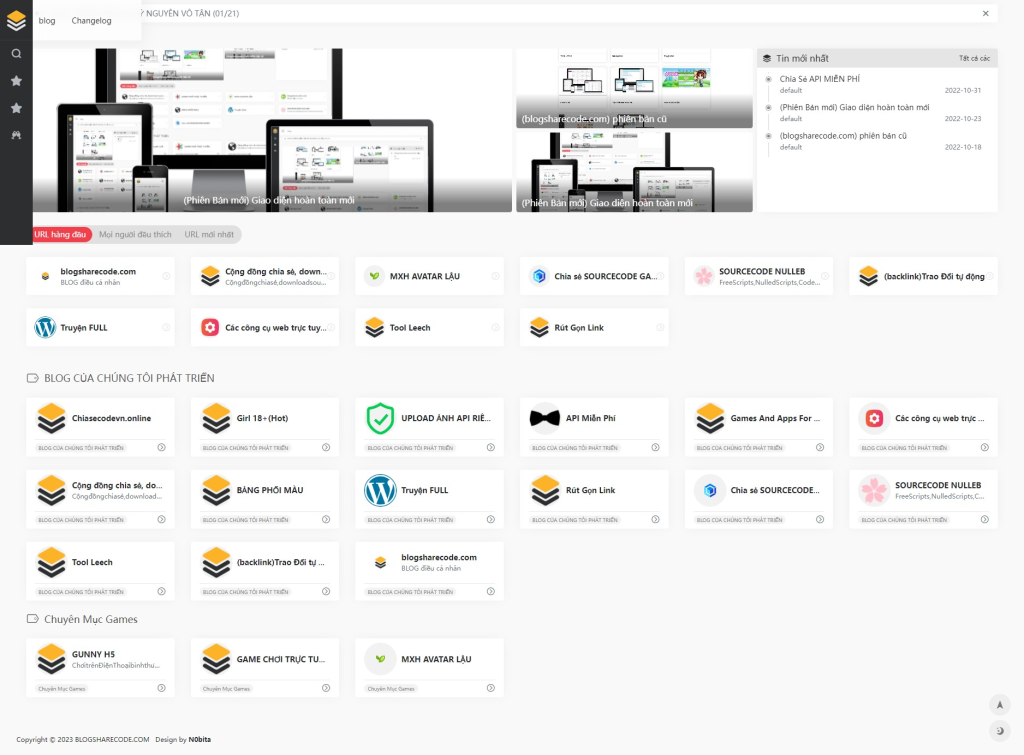 blog
Changelog
NGUYỄN VÕ TÂN (01/21)
(Phiên Bản mới) Giao diện hoàn toàn mới
(blogsharecode.com) phiên bản cũ
(Phiên Bản mới) Giao diện hoàn toàn mới
Tin mới nhất
Tất cả các
Chia Sẻ API MIỄN PHÍ
default
2022-10-31
(Phiên Bản mới) Giao diện hoàn toàn mới
default
2022-10-23
(blogsharecode.com) phiên bản cũ
default
2022-10-18
URL hàng đầu
Mọi người đều thích
URL mới nhất
blogsharecode.com
BLOG điều cá nhân
Cộng đồng chia sẻ, down...
Cộngđồngchiasẻ,downloadsou...
MXH AVATAR LẬU
Chia sẻ SOURCECODE GA...
SOURCECODE NULLEB
FreeScripts,NulledScripts,Code...
(backlink)Trao Đổi tự động
Truyện FULL
Các công cụ web trực tuy...
Tool Leech
Rút Gọn Link
BLOG CỦA CHÚNG TÔI PHÁT TRIỂN
Chiasecodevn.online
BLOG CỦA CHÚNG TÔI PHÁT TRIỂN
Girl 18+(Hot)
BLOG CỦA CHÚNG TÔI PHÁT TRIỂN
UPLOAD ẢNH API RIÊ...
BLOG CỦA CHÚNG TÔI PHÁT TRIỂN
API Miễn Phí
BLOG CỦA CHÚNG TÔI PHÁT TRIỂN
Games And Apps For ...
BLOG CỦA CHÚNG TÔI PHÁT TRIỂN
Các công cụ web trực ...
BLOG CỦA CHÚNG TÔI PHÁT TRIỂN
Cộng đồng chia sẻ, do...
Cộngđồngchiasẻ,download...
BLOG CỦA CHÚNG TÔI PHÁT TRIỂN
BẢNG PHỐI MÀU
BLOG CỦA CHÚNG TÔI PHÁT TRIỂN
Truyện FULL
BLOG CỦA CHÚNG TÔI PHÁT TRIỂN
Rút Gọn Link
BLOG CỦA CHÚNG TÔI PHÁT TRIỂN
Chia sẻ SOURCECODE...
BLOG CỦA CHÚNG TÔI PHÁT TRIỂN
SOURCECODE NULLEB
FreeScripts,NulledScripts,C...
BLOG CỦA CHÚNG TÔI PHÁT TRIỂN
Tool Leech
BLOG CỦA CHÚNG TÔI PHÁT TRIỂN
(backlink)Trao Đổi tự ...
BLOG CỦA CHÚNG TÔI PHÁT TRIỂN
blogsharecode.com
BLOG điều cá nhân
BLOG CỦA CHÚNG TÔI PHÁT TRIỂN
Chuyên Mục Games
GUNNY H5
ChơitrênĐiệnThoạibìnhthư...
Chuyên Mục Games
GAME CHƠI TRỰC TU...
Chuyên Mục Games
MXH AVATAR LẬU
Chuyên Mục Games
Copyright © 2023 BLOGSHARECODE.COM Design by N0bita